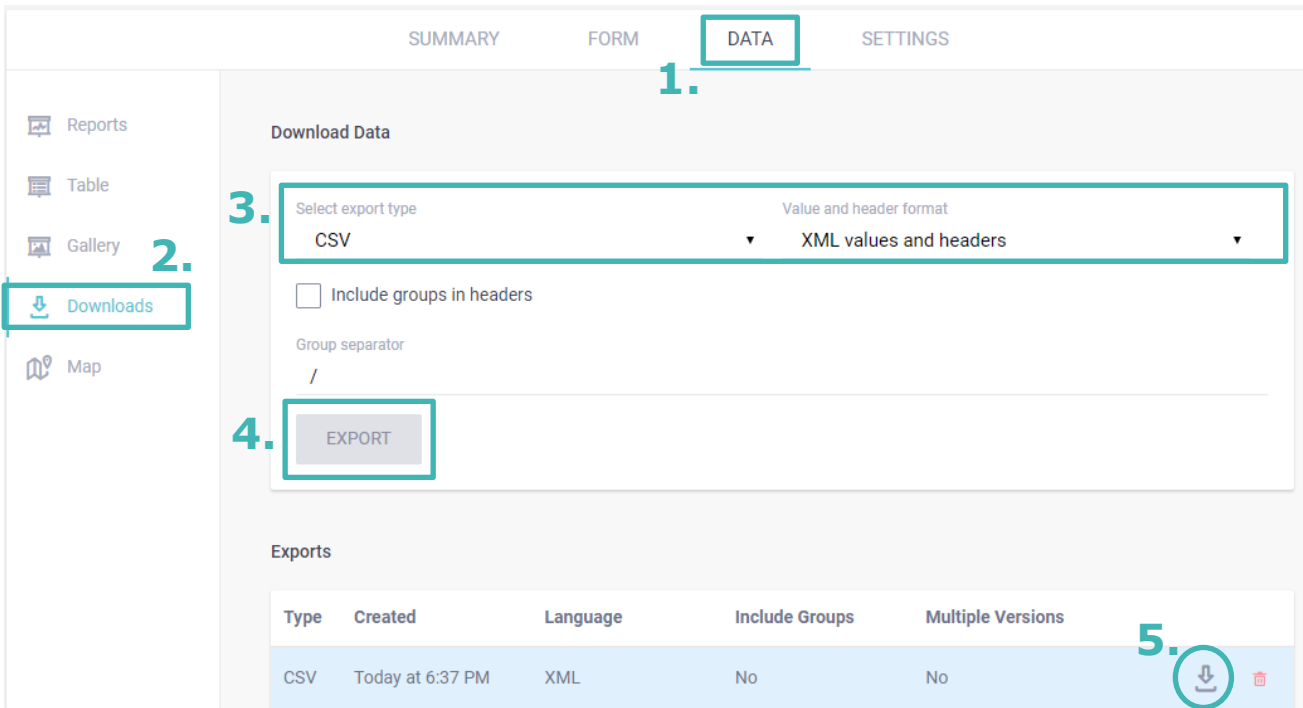 SUMMARY FORM DATA SETTINGS
1.
Reports
Download Data
Table
3.
Select export type Value and header format
CSV XML values and headers
Gallery
2.
Include groups in headers
Downloads
Group separator
Map
/
4.
EXPORT
Exports
Type Created Language Include Groups Multiple Versions
5.
CSV Today at 6:37 PM XML No No